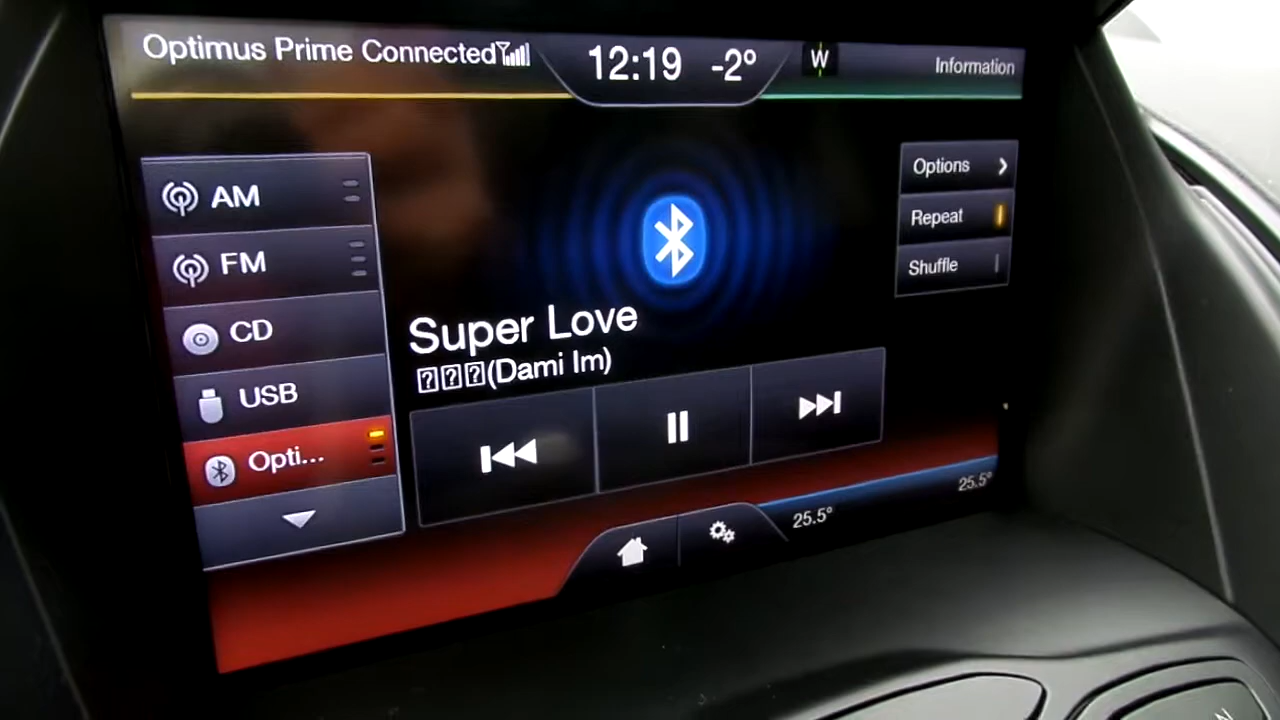 Optimus Prime Connected
12:19 -2°
W
Information
AM
FM
CD
USB
Opti...
Super Love
⍰⍰⍰(Dami Im)
Options
Repeat
Shuffle
25.5°
25.5°